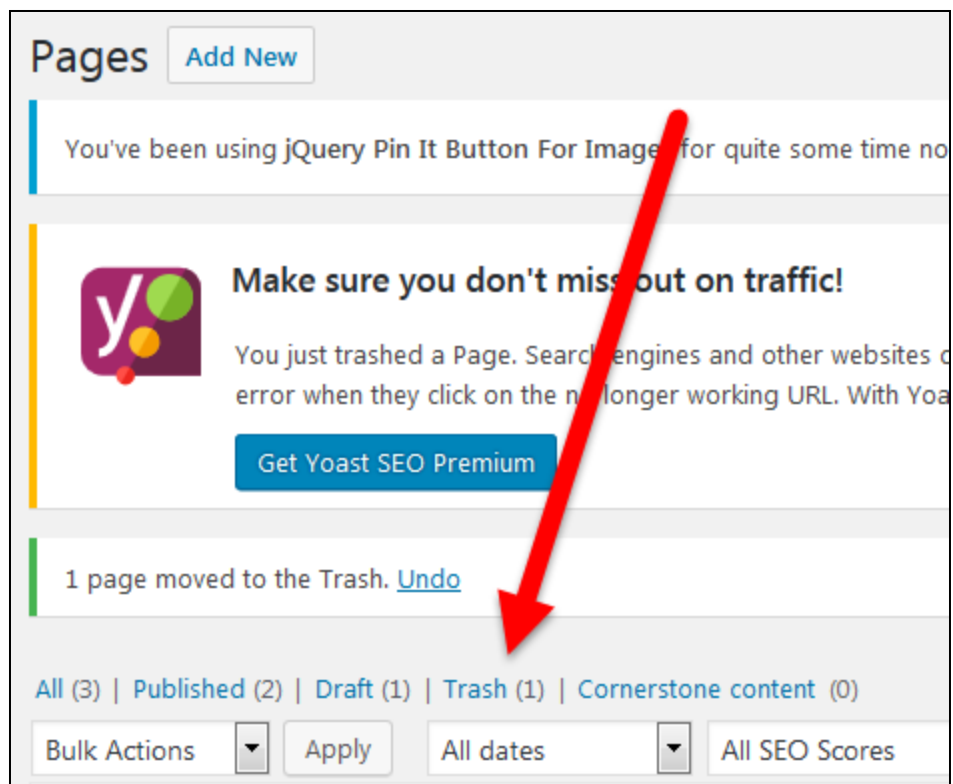 Pages Add New
You've been using jQuery Pin It Button For Image for quite some time no
y
Make sure you don't miss out on traffic!
You just trashed a Page. Search engines and other websites
error when they click on the longer working URL. With Yoa
Get Yoast SEO Premium
1 page moved to the Trash. Undo
All (3) | Published (2) | Draft (1) | Trash (1) | Cornerstone content (0)
Bulk Actions Apply All dates All SEO Scores